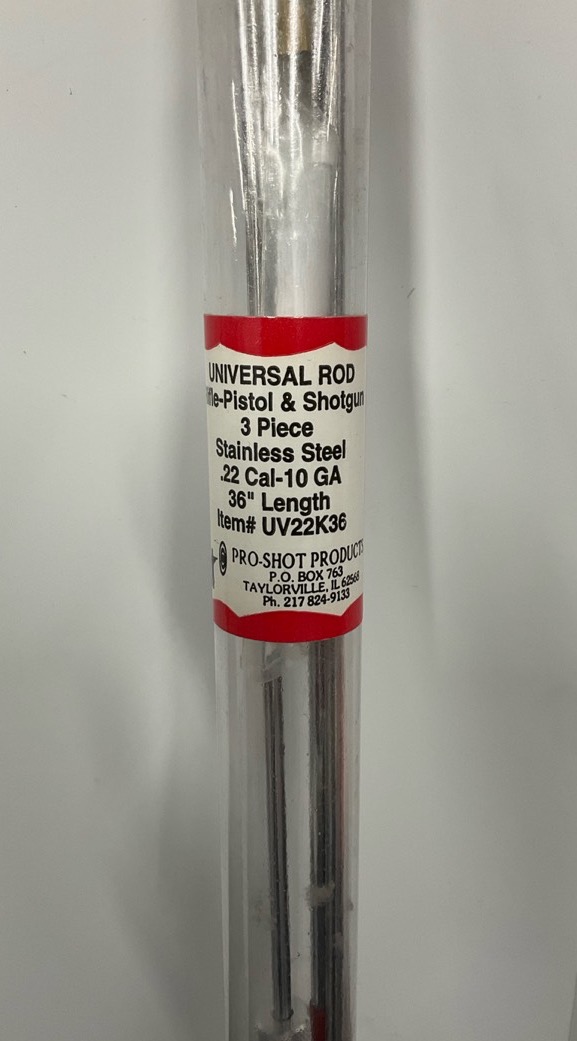 UNIVERSAL ROD
ifle-Pistol & Shotgun
3 Piece
Stainless Steel
.22 Cal-10 GA
36" Length
Item# UV22K36
PRO-SHOT PRODUCTS
P.O. BOX 763
TAYLORVILLE, IL 62568
Ph. 217 824-9133